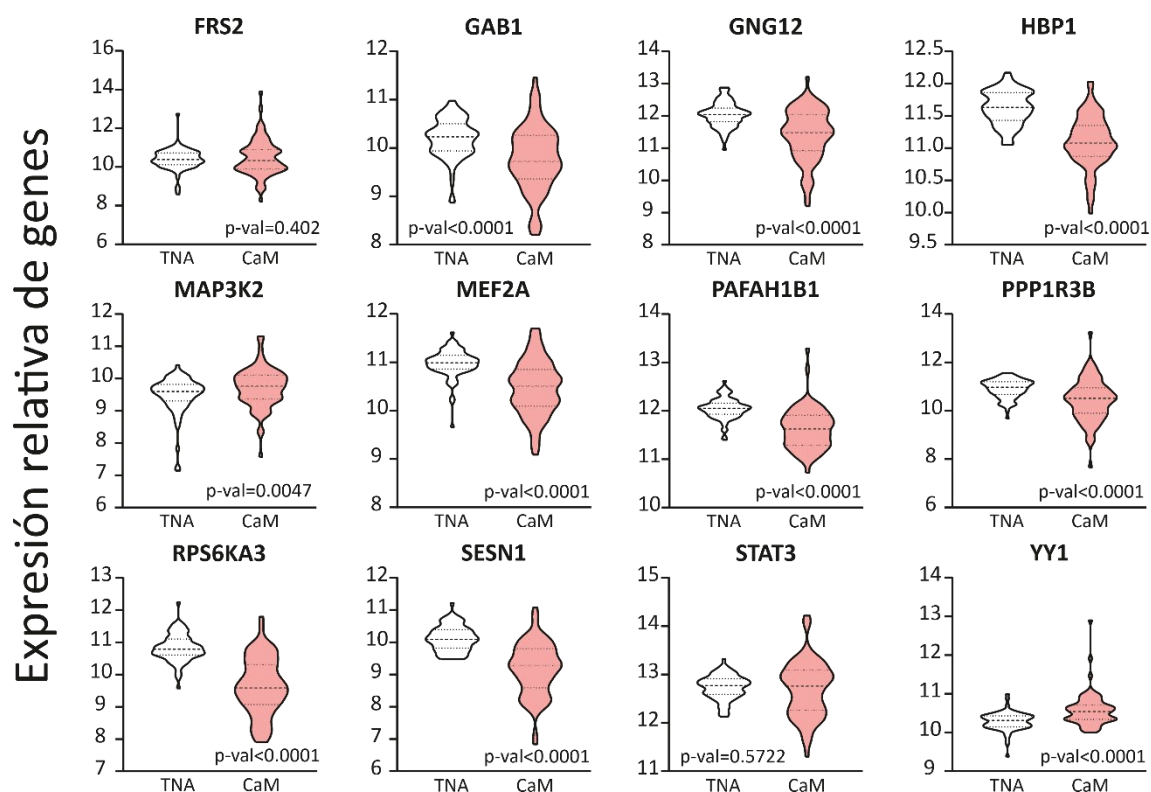 Expresión relativa de genes
FRS2
16
14
12
10
8
6
p-val=0.402
TNA CaM
GAB1
12
11
10
9
8
p-val<0.0001
GNG12
14
13
12
11
10
9
8
p-val<0.0001
TNA CaM
HBP1
12.5
12.0
11.5
11.0
10.0
9.5
p-val<0.0001
TNA CaM
MAP3K2
12
11
10
9
8
7
6
p-val=0.0047
TNA CaM
MEF2A
12
11
10
9
8
p-val<0.0001
TNA CaM
PAFAH1B1
14
13
12
11
10
p-val<0.0001
TNA CaM
PPP1R3B
14
12
10
8
6
p-val<0.0001
TNA CaM
RPS6KA3
13
12
11
10
9
8
7
p-val<0.0001
TNA CaM
SESN1
12
11
10
9
8
7
6
p-val<0.0001
TNA CaM
STAT3
15
14
13
12
11
p-val=0.5722
TNA CaM
YY1
14
13
12
11
10
9
p-val<0.0001
TNA CaM